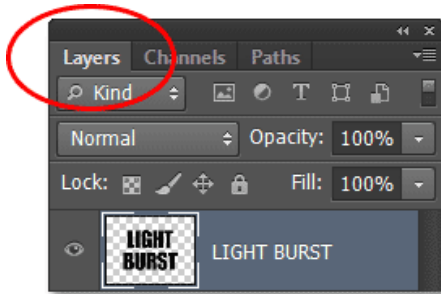 Layers Channels Paths
Kind T
Normal Opacity: 100%
Lock: Fill: 100%
LIGHT
BURST
LIGHT BURST